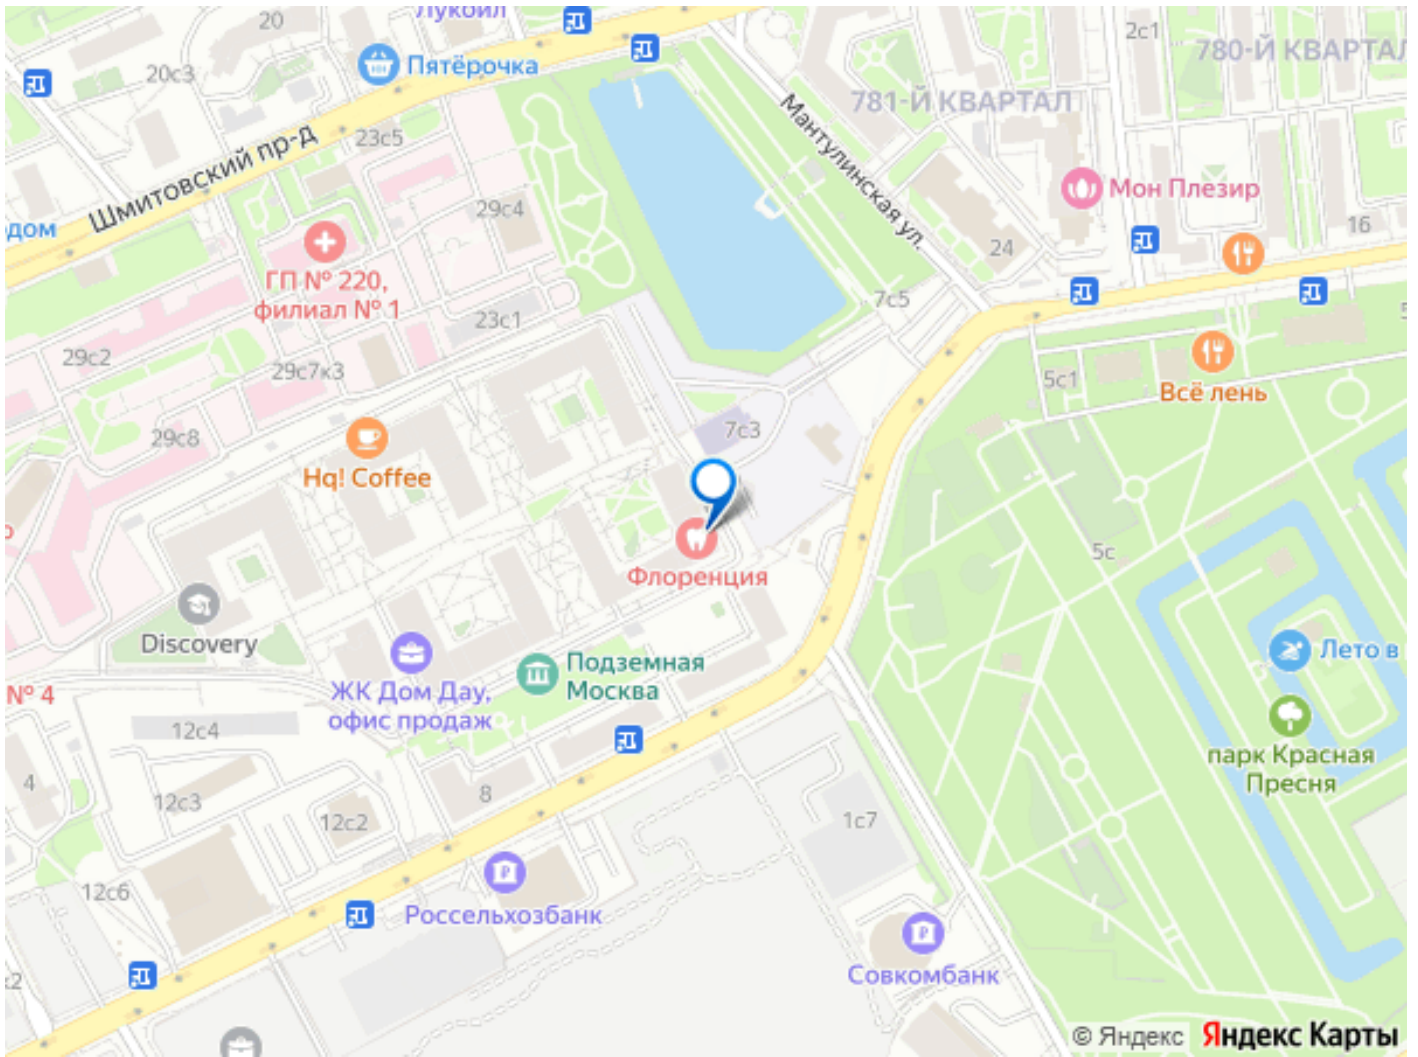 Лукойл
20
2с1
780-Й КВАРТАЛ
Пятёрочка
20с3
781-Й КВАРТАЛ
Мантулинская ул.
23с5
Шмитовский пр-д
Мон Плезир
29с4
дом
24
16
ГП № 220,
филиал № 1
7с5
23с1
29с2
29с7к3
5с1
Всё лень
7с3
29с8
Hq! Coffee
5с
Флоренция
Discovery
Подземная
Москва
Лето в
№ 4
ЖК Дом Дау,
офис продаж
12с4
парк Красная
Пресня
4
12с3
8
12с2
1с7
12с6
Россельхозбанк
Совкомбанк
© Яндекс Яндекс Карты